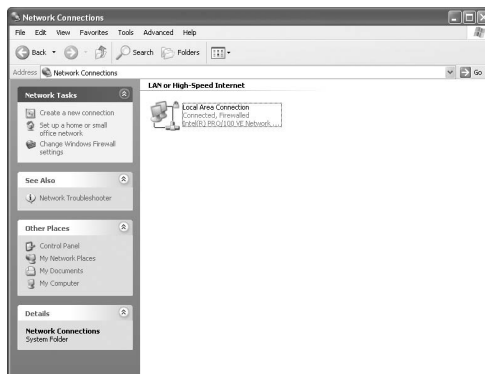 Network Connections
File Edit View Favorites Tools Advanced Help
Back Search Folders
Address Network Connections Go
LAN or High-Speed Internet
Local Area Connection
Connected, Firewalled
Intel(R) PRO/100 VE Network ...
Network Tasks
Create a new connection
Set up a home or small
office network
Change Windows Firewall
settings
See Also
Network Troubleshooter
Other Places
Control Panel
My Network Places
My Documents
My Computer
Details
Network Connections
System Folder